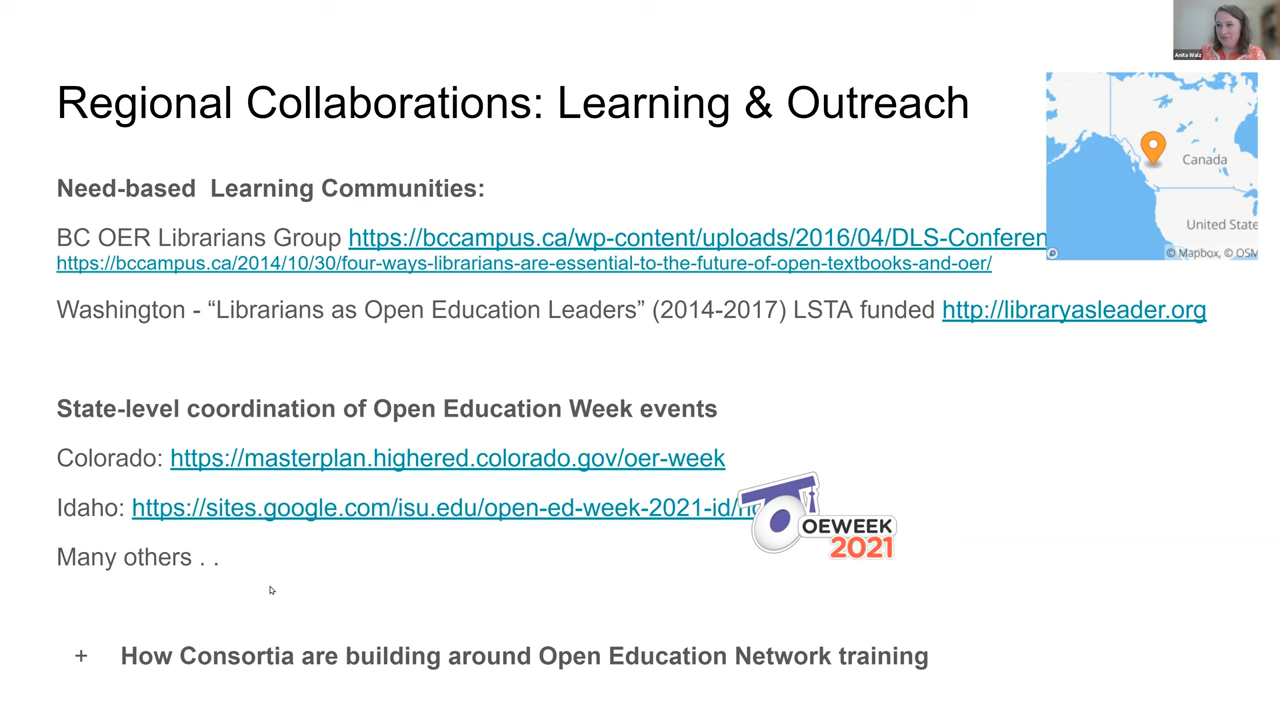 Anita Walz
Regional Collaborations: Learning & Outreach
Canada
United State
© Mapbox, © OSM
Need-based Learning Communities:
BC OER Librarians Group https://bccampus.ca/wp-content/uploads/2016/04/DLS-Conferen
https://bccampus.ca/2014/10/30/four-ways-librarians-are-essential-to-the-future-of-open-textbooks-and-oer/
Washington - “Librarians as Open Education Leaders” (2014-2017) LSTA funded http://libraryasleader.org
State-level coordination of Open Education Week events
Colorado: https://masterplan.highered.colorado.gov/oer-week
Idaho: https://sites.google.com/isu.edu/open-ed-week-2021-id/
OEWEEK
2021
Many others . .
+ How Consortia are building around Open Education Network training